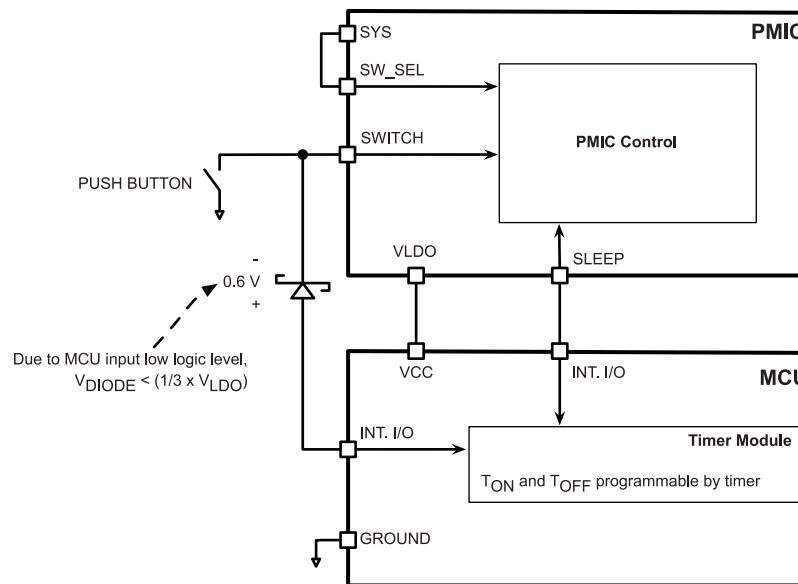 SYS
PMIC
SW_SEL
PMIC Control
SWITCH
PUSH BUTTON
VLDO
SLEEP
-
0.6 V
+
Due to MCU input low logic level,
VDIODE < (1/3 x VLDO)
VCC
INT. I/O
MCU
INT. I/O
Timer Module
TON and TOFF programmable by timer
GROUND